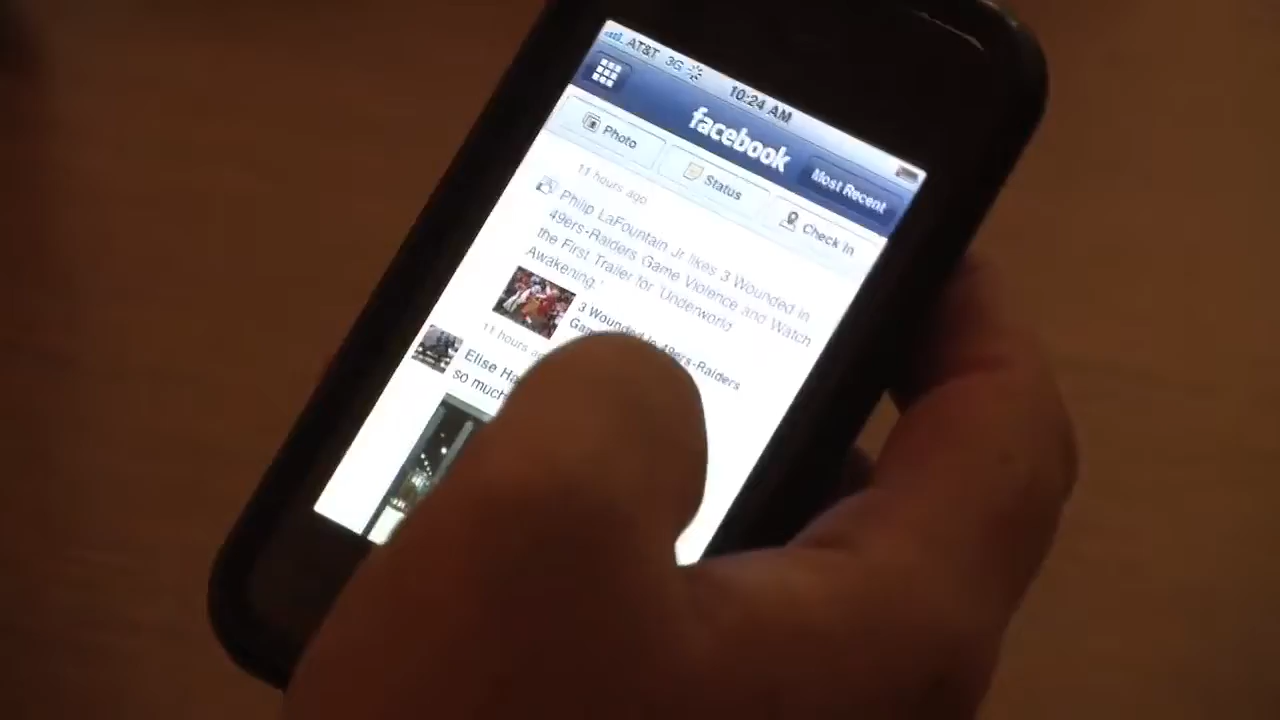 AT&T 3G 10:24 AM
facebook
Most Recent
Photo
Status
Check In
11 hours ago
Philip LaFountain Jr likes 3 Wounded in
49ers-Raiders Game Violence and Watch
the First Trailer for 'Underworld
Awakening.'
3 Wounded In 49ers-Raiders
11 hours
Elise
so much